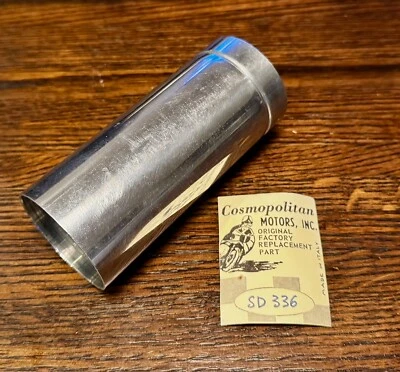 Cosmopolitan
MOTORS, INC.
ORIGINAL
FACTORY
REPLACEMENT
PART
MADE IN ITALY
SD 336